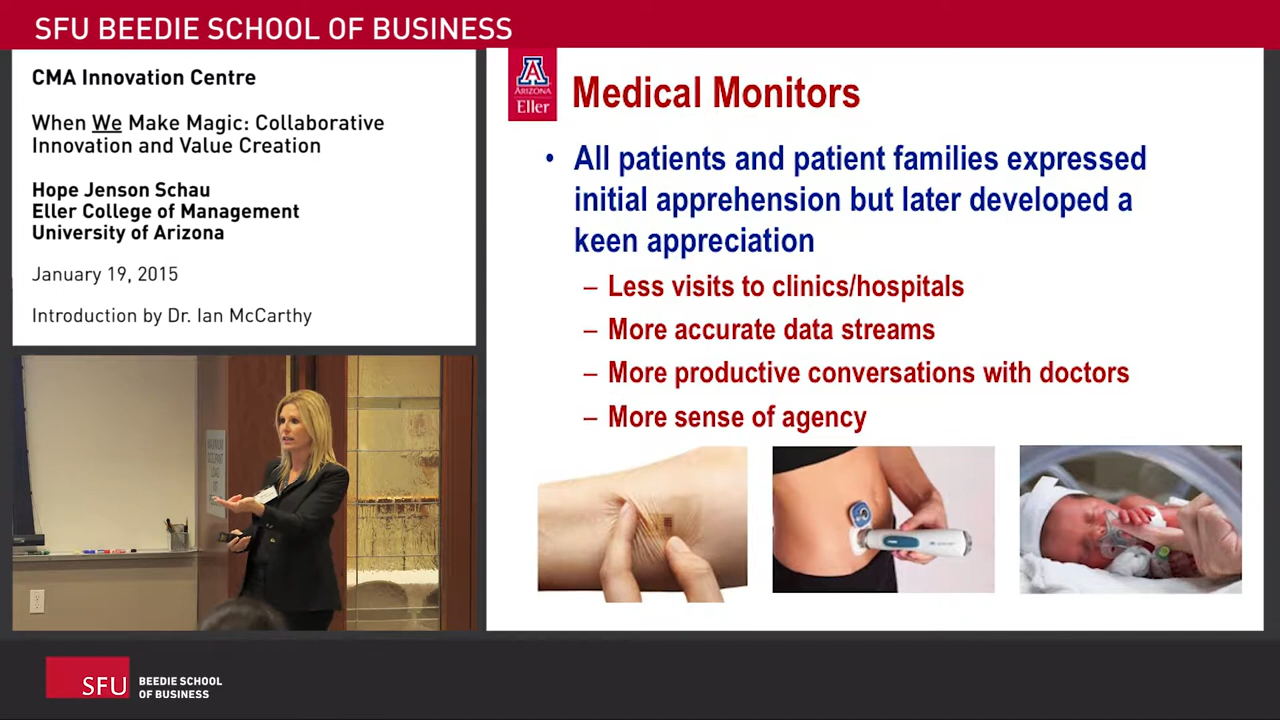 SFU BEEDIE SCHOOL OF BUSINESS
CMA Innovation Centre
When We Make Magic: Collaborative
Innovation and Value Creation
Hope Jenson Schau
Eller College of Management
University of Arizona
January 19, 2015
Introduction by Dr. Ian McCarthy
A
ARIZONA
Eller
Medical Monitors
• All patients and patient families expressed
initial apprehension but later developed a
keen appreciation
– Less visits to clinics/hospitals
– More accurate data streams
– More productive conversations with doctors
– More sense of agency
MAXIMUM
OCCUPANT
LOAD
SFU
BEEDIE SCHOOL
OF BUSINESS